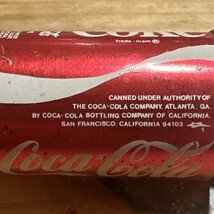 Coke
Trade-mark ®
CANNED UNDER AUTHORITY OF
THE COCA-COLA COMPANY, ATLANTA, GA.
BY COCA-COLA BOTTLING COMPANY OF CALIFORNIA
SAN FRANCISCO, CALIFORNIA 94103
Coca-Cola